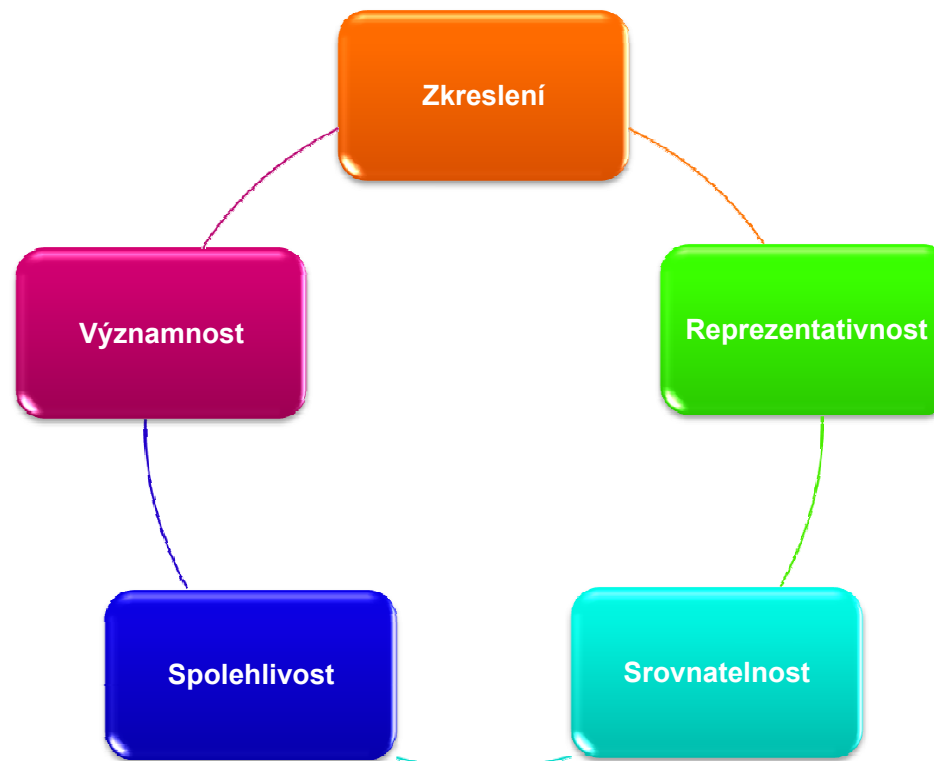 Zkreslení
Významnost
Reprezentativnost
Spolehlivost
Srovnatelnost